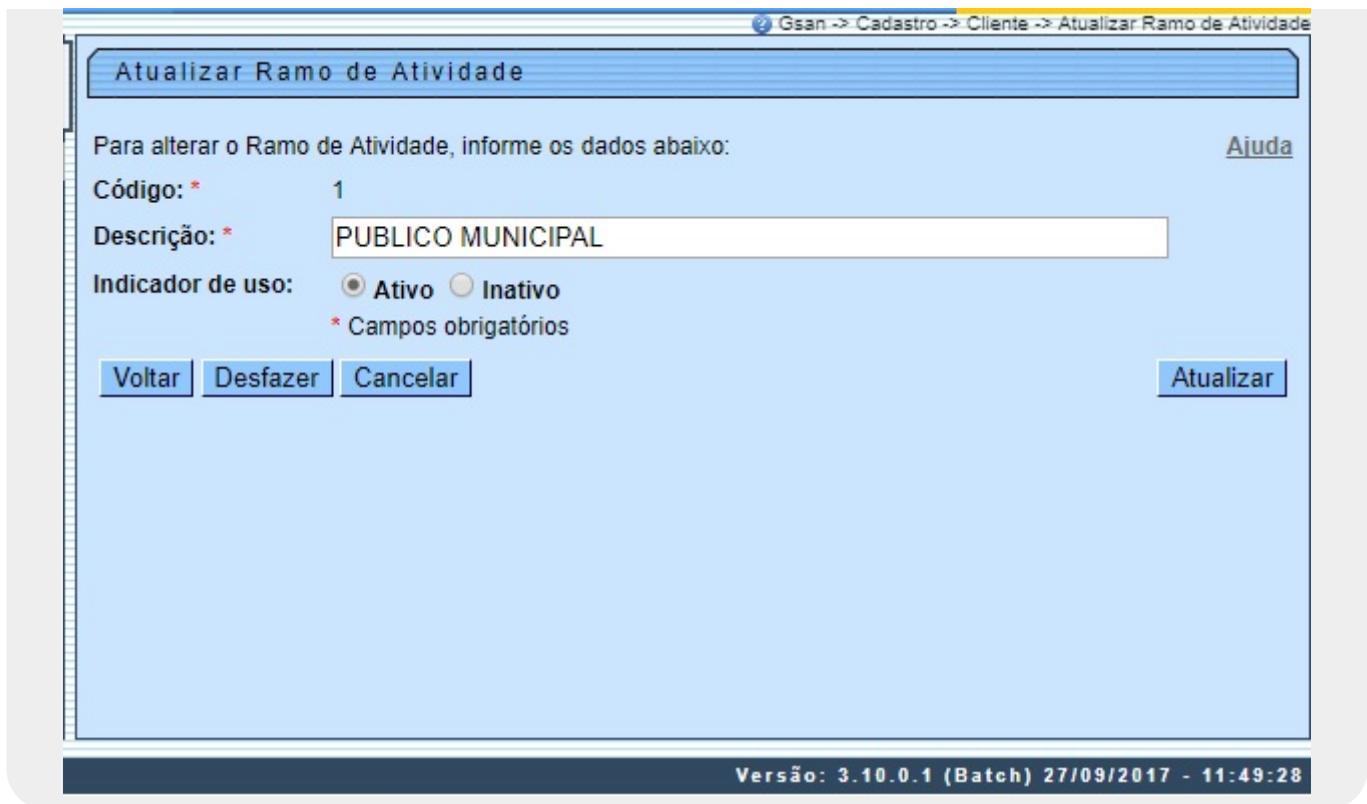 Gsan -> Cadastro -> Cliente -> Atualizar Ramo de Atividade
Atualizar Ramo de Atividade
Para alterar o Ramo de Atividade, informe os dados abaixo: Ajuda
Código: * 1
Descrição: * PUBLICO MUNICIPAL
Indicador de uso: Ativo Inativo
* Campos obrigatórios
Voltar Desfazer Cancelar Atualizar
Versão: 3.10.0.1 (Batch) 27/09/2017 - 11:49:28